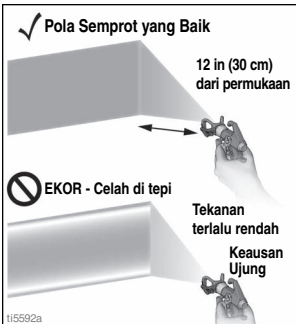 Pola Semprot yang Baik
12 in (30 cm)
dari permukaan
EKOR - Celah di tepi
Tekanan
terlalu rendah
Keausan
Ujung
ti5592a